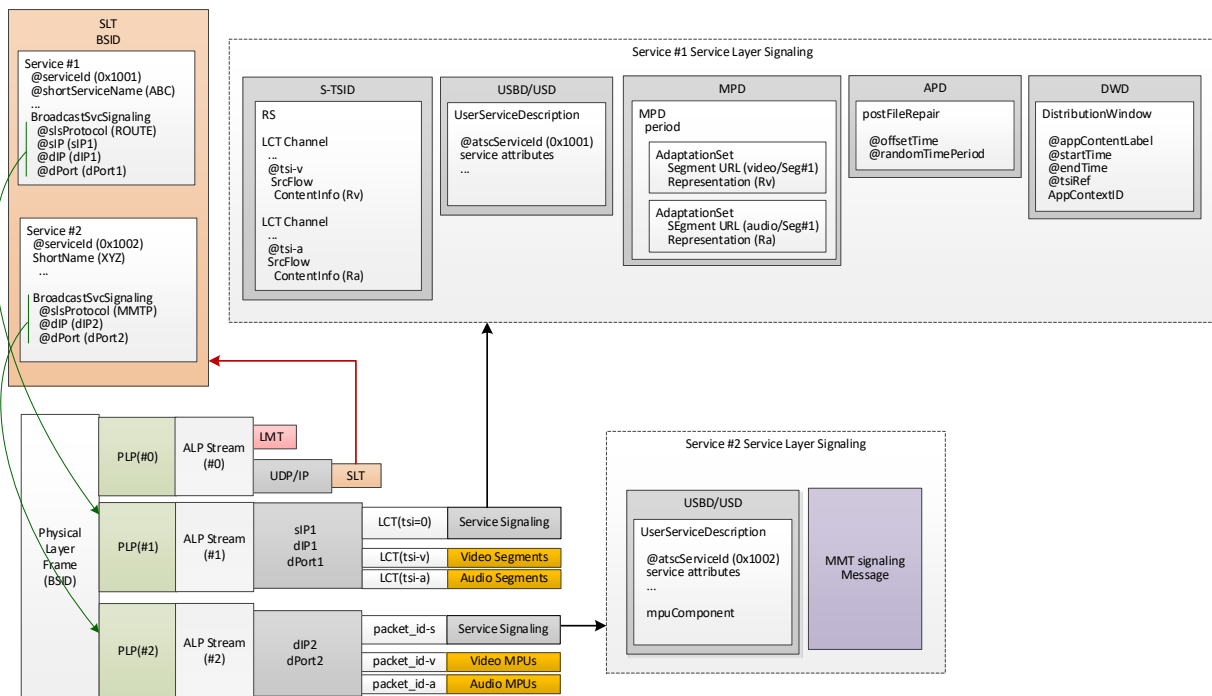 SLT
BSID
Service #1
@serviceId (0x1001)
@shortServiceName (ABC)
...
BroadcastSvcSignaling
@slsProtocol (ROUTE)
@sIP (sIP1)
@dIP (dIP1)
@dPort (dPort1)
Service #2
@serviceId (0x1002)
ShortName (XYZ)
...
BroadcastSvcSignaling
@slsProtocol (MMTP)
@dIP (dIP2)
@dPort (dPort2)
Service #1 Service Layer Signaling
S-TSID
RS
LCT Channel
...
@tsi-v
SrcFlow
ContentInfo (Rv)
LCT Channel
...
@tsi-a
SrcFlow
ContentInfo (Ra)
USBD/USD
UserServiceDescription
@atscServiceId (0x1001)
service attributes
...
MPD
MPD
period
AdaptationSet
Segment URL (video/Seg#1)
Representation (Rv)
AdaptationSet
SEgment URL (audio/Seg#1)
Representation (Ra)
APD
postFileRepair
@offsetTime
@randomTimePeriod
DWD
DistributionWindow
@appContentLabel
@startTime
@endTime
@tsiRef
AppContextID
Physical
Layer
Frame
(BSID)
PLP(#0)
ALP Stream
(#0)
LMT
UDP/IP
SLT
PLP(#1)
ALP Stream
(#1)
sIP1
dIP1
dPort1
LCT(tsi=0)
Service Signaling
LCT(tsi-v)
Video Segments
LCT(tsi-a)
Audio Segments
PLP(#2)
ALP Stream
(#2)
dIP2
dPort2
packet_id-s
Service Signaling
packet_id-v
Video MPUs
packet_id-a
Audio MPUs
Service #2 Service Layer Signaling
USBD/USD
UserServiceDescription
@atscServiceId (0x1002)
service attributes
...
mpuComponent
MMT signaling
Message